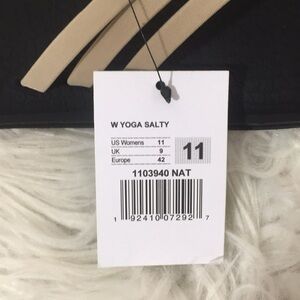 W YOGA SALTY
US Womens 11
UK 9
Europe 42
11
1103940 NAT
1 92410 07292 7